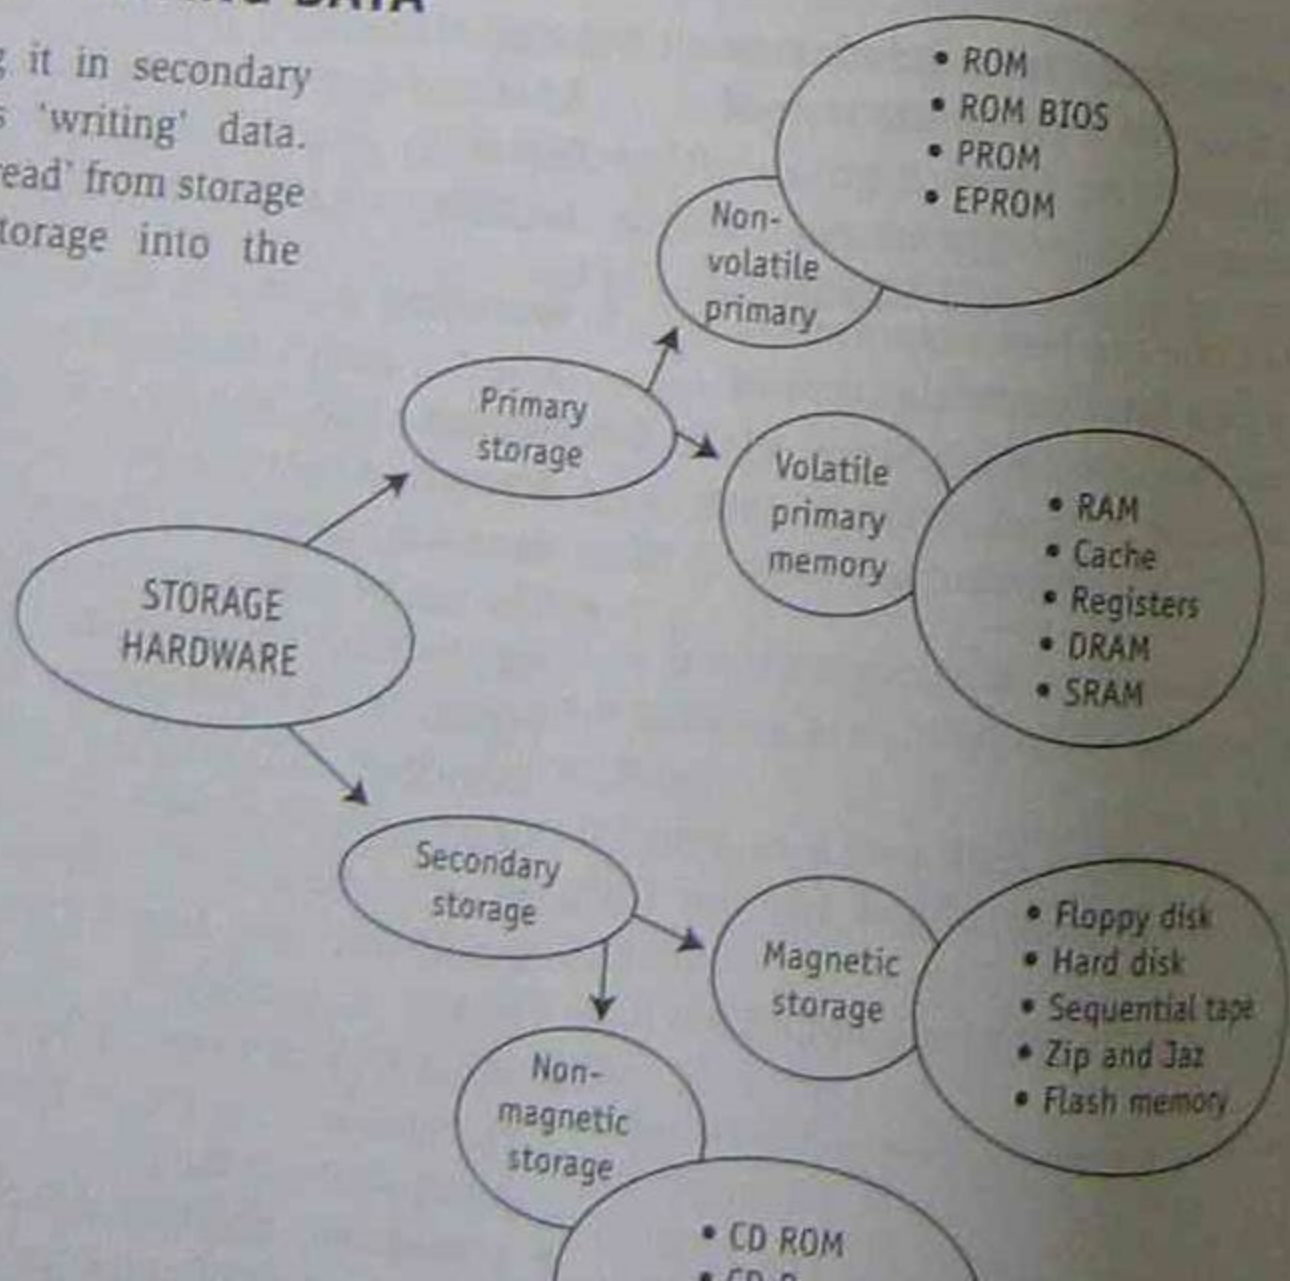 DATA
it in secondary
'writing' data.
from storage
into the
• ROM
• ROM BIOS
• PROM
• EPROM
Non-
volatile
primary
Primary
storage
Volatile
primary
memory
• RAM
• Cache
• Registers
• DRAM
• SRAM
STORAGE
HARDWARE
Secondary
storage
Magnetic
storage
• Floppy disk
• Hard disk
• Sequential tape
• Zip and Jaz
• Flash memory
Non-
magnetic
storage
• CD ROM